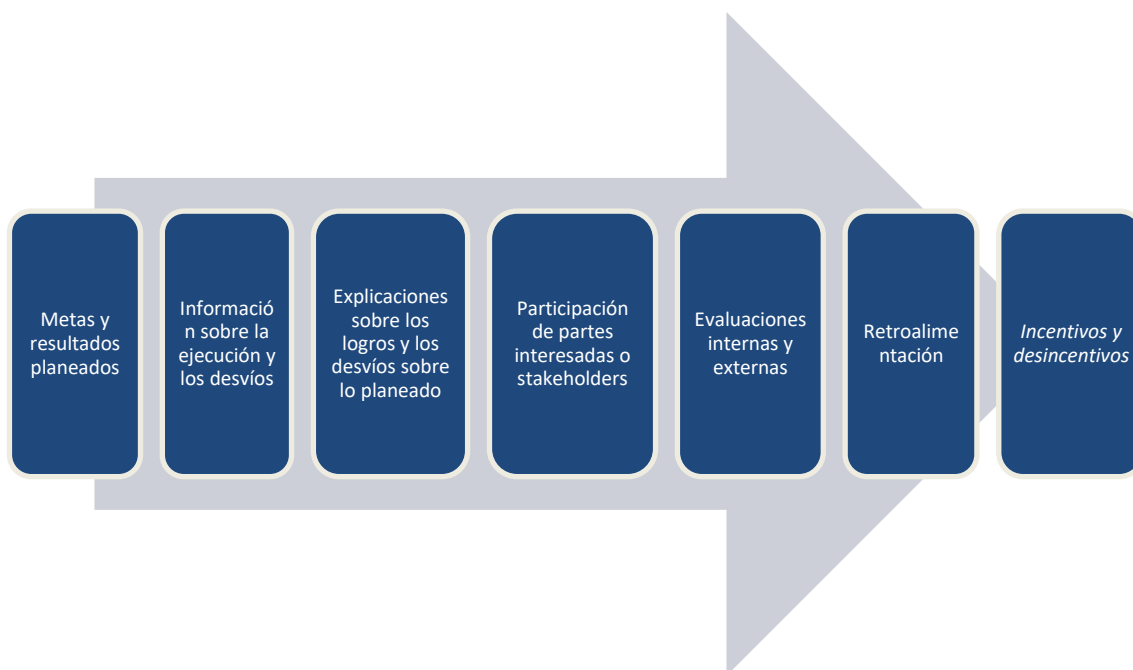 Metas y
resultados
planeados
Informació
n sobre la
ejecución y
los desvíos
Explicaciones
sobre los
logros y los
desvíos sobre
lo planeado
Participación
de partes
interesadas o
stakeholders
Evaluaciones
internas y
externas
Retroalime
ntación
Incentivos y
desincentivos